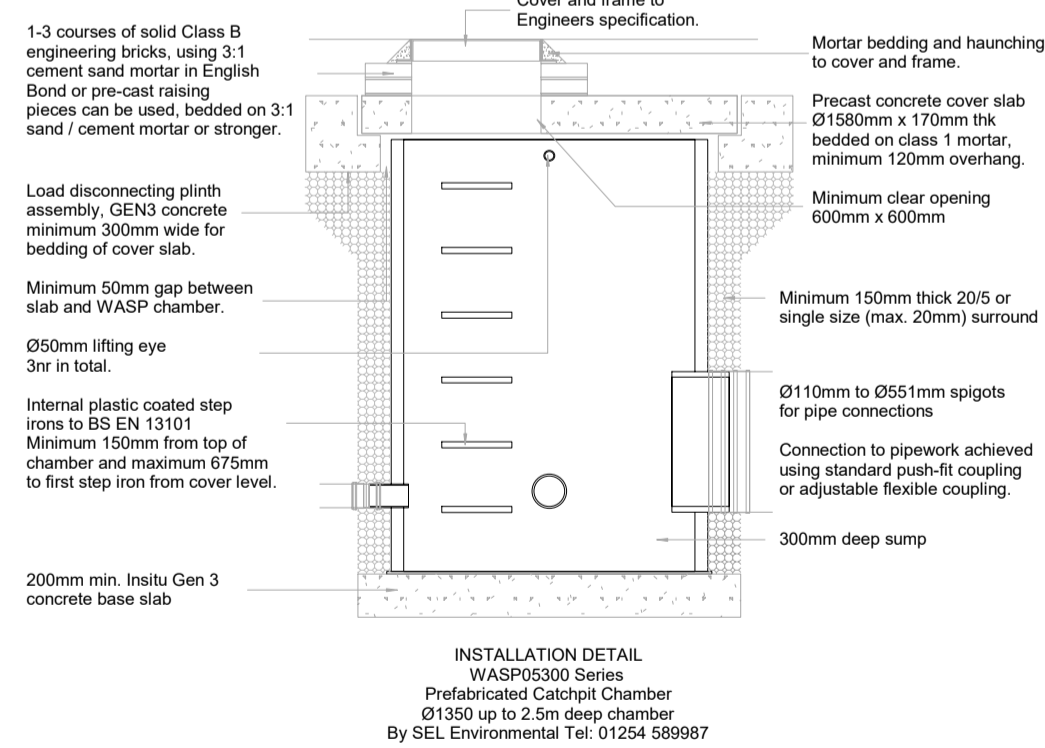 Cover and frame to
Engineers specification.
1-3 courses of solid Class B
engineering bricks, using 3:1
cement sand mortar in English
Bond or pre-cast raising
pieces can be used, bedded on 3:1
sand / cement mortar or stronger.
Load disconnecting plinth
assembly, GEN3 concrete
minimum 300mm wide for
bedding of cover slab.
Minimum 50mm gap between
slab and WASP chamber.
Ø50mm lifting eye
3nr in total.
Internal plastic coated step
irons to BS EN 13101
Minimum 150mm from top of
chamber and maximum 675mm
to first step iron from cover level.
200mm min. Insitu Gen 3
concrete base slab
Mortar bedding and haunching
to cover and frame.
Precast concrete cover slab
Ø1580mm x 170mm thk
bedded on class 1 mortar,
minimum 120mm overhang.
Minimum clear opening
600mm x 600mm
Minimum 150mm thick 20/5 or
single size (max. 20mm) surround
Ø110mm to Ø551mm spigots
for pipe connections
Connection to pipework achieved
using standard push-fit coupling
or adjustable flexible coupling.
300mm deep sump
INSTALLATION DETAIL
WASP05300 Series
Prefabricated Catchpit Chamber
Ø1350 up to 2.5m deep chamber
By SEL Environmental Tel: 01254 589987